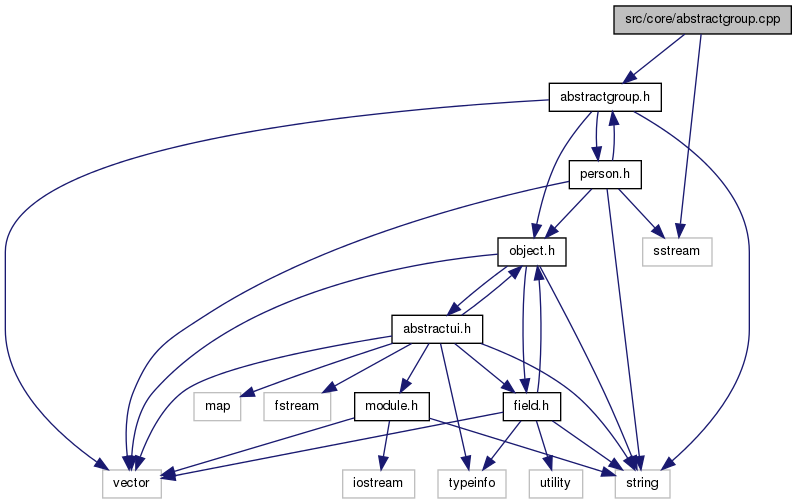 src/core/abstractgroup.cpp
abstractgroup.h
person.h
object.h
sstream
abstractui.h
map
fstream
module.h
field.h
vector
iostream
typeinfo
utility
string